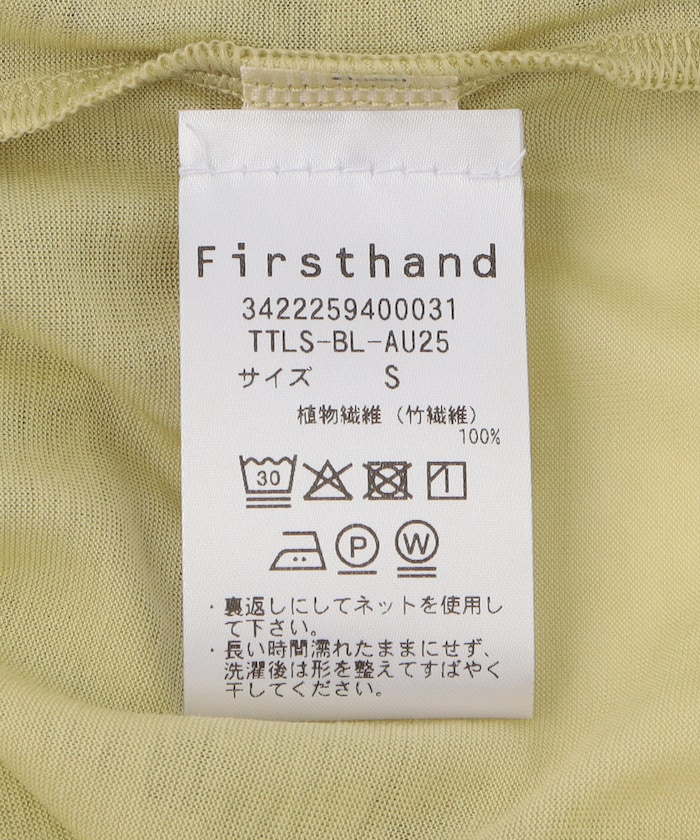 Firsthand
3422259400031
TTLS-BL-AU25
サイズ S
植物繊維（竹繊維）
100%
30
P W
・裏返しにしてネットを使用し
て下さい。
・長い時間濡れたままにせず、
洗濯後は形を整えてすばやく
干してください。